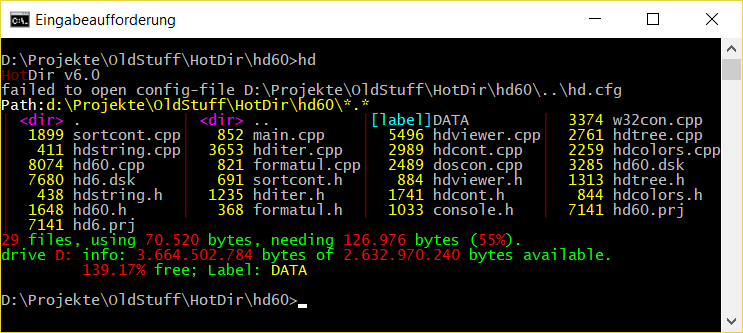 Eingabeaufforderung
D:\Projekte\OldStuff\HotDir\hd60>hd
HotDir v6.0
failed to open config-file D:\Projekte\OldStuff\HotDir\hd60\..\hd.cfg
Path:d:\Projekte\OldStuff\HotDir\hd60\*.*
<dir> . | <dir> .. |[label]DATA | 3374 w32con.cpp
1899 sortcont.cpp| 852 main.cpp | 5496 hdviewer.cpp| 2761 hdtree.cpp
411 hdstring.cpp| 3653 hditer.cpp | 2989 hdcont.cpp | 2259 hdcolors.cpp
8074 hd60.cpp | 821 formatul.cpp | 2489 doscon.cpp | 3285 hd60.dsk
7680 hd6.dsk | 691 sortcont.h | 884 hdviewer.h | 1313 hdtree.h
438 hdstring.h | 1235 hditer.h | 1741 hdcont.h | 844 hdcolors.h
1648 hd60.h | 368 formatul.h | 1033 console.h | 7141 hd60.prj
7141 hd6.prj
29 files, using 70.520 bytes, needing 126.976 bytes (55%).
drive D: info: 3.664.502.784 bytes of 2.632.970.240 bytes available.
139.17% free; Label: DATA
D:\Projekte\OldStuff\HotDir\hd60>